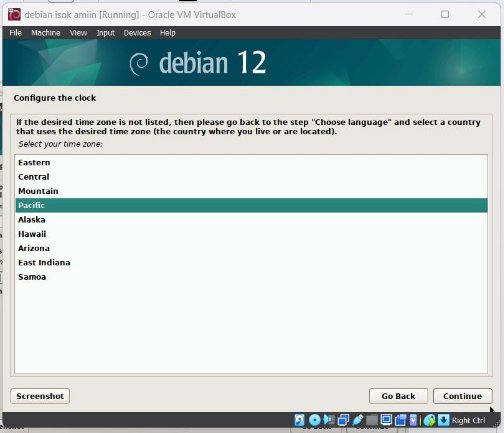 debian isok amiin [Running] - Oracle VM VirtualBox
File Machine View Input Devices Help
debian 12
Configure the clock
If the desired time zone is not listed, then please go back to the step "Choose language" and select a country
that uses the desired time zone (the country where you live or are located).
Select your time zone:
Eastern
Central
Mountain
Pacific
Alaska
Hawaii
Arizona
East Indiana
Samoa
Screenshot Go Back Continue
Right Ctrl